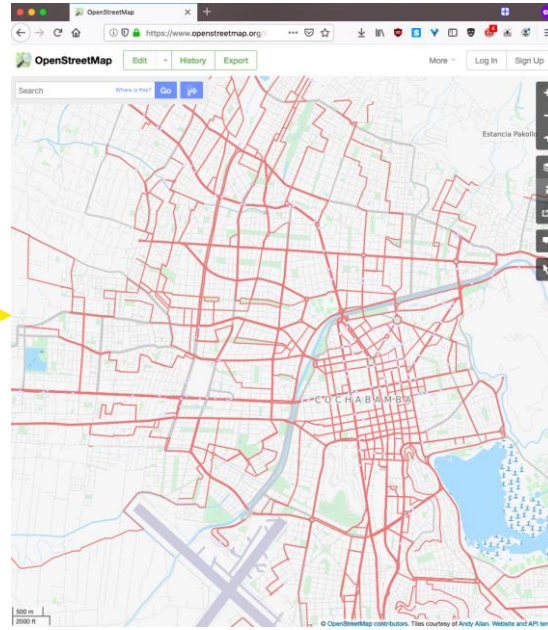 OpenStreetMap
https://www.openstreetmap.org/
OpenStreetMap
Edit
History
Export
More
Log In
Sign Up
Search
Where is this?
Go
Estancia Pakollo
COCHABAMBA
500 m
2000 ft
© OpenStreetMap contributors. Tiles courtesy of Andy Allan. Website and API